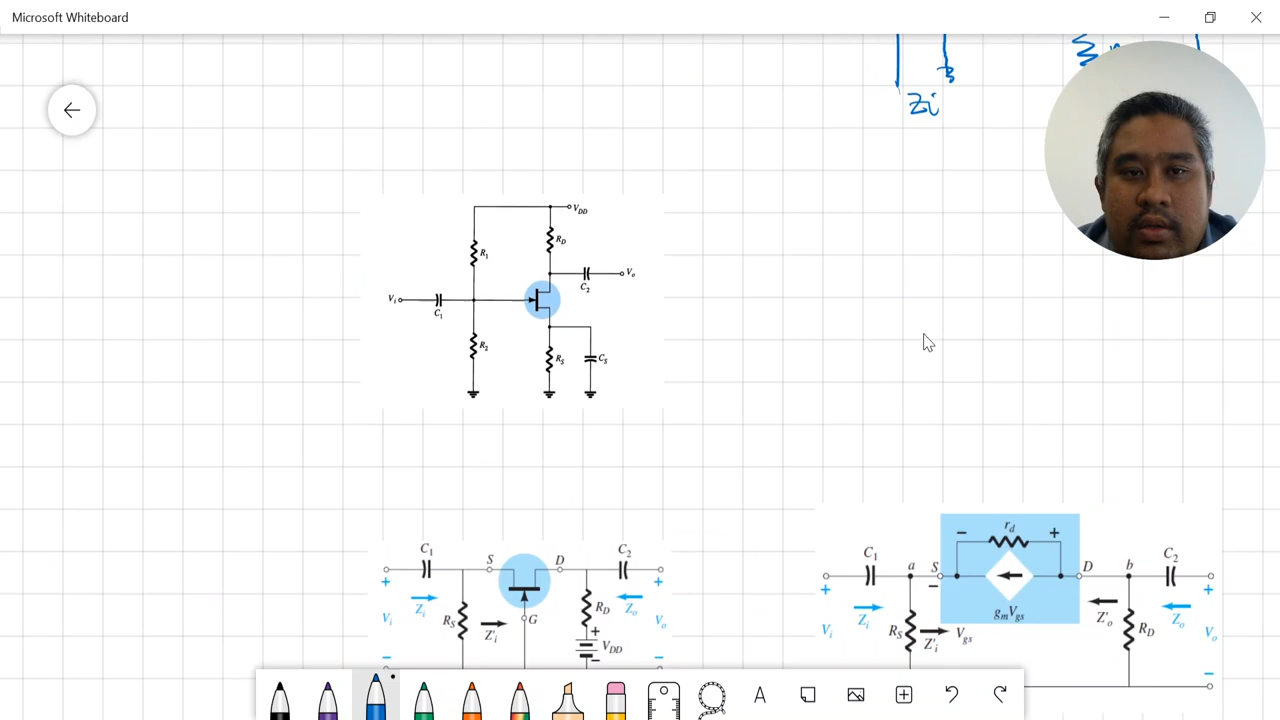 Microsoft Whiteboard
Zi
VDD
RD
R1
Vo
C2
Vi
C1
R2
RS
CS
C1 S D C2
+ +
Zi RD Zo
Vi RS Z'i G Vo
+
VDD
− − −
rd
− +
C1 a S D b C2
+ − +
gmVgs
Zi Z'o Zo
Vi RS Vgs RD Vo
Z'i
− −
A